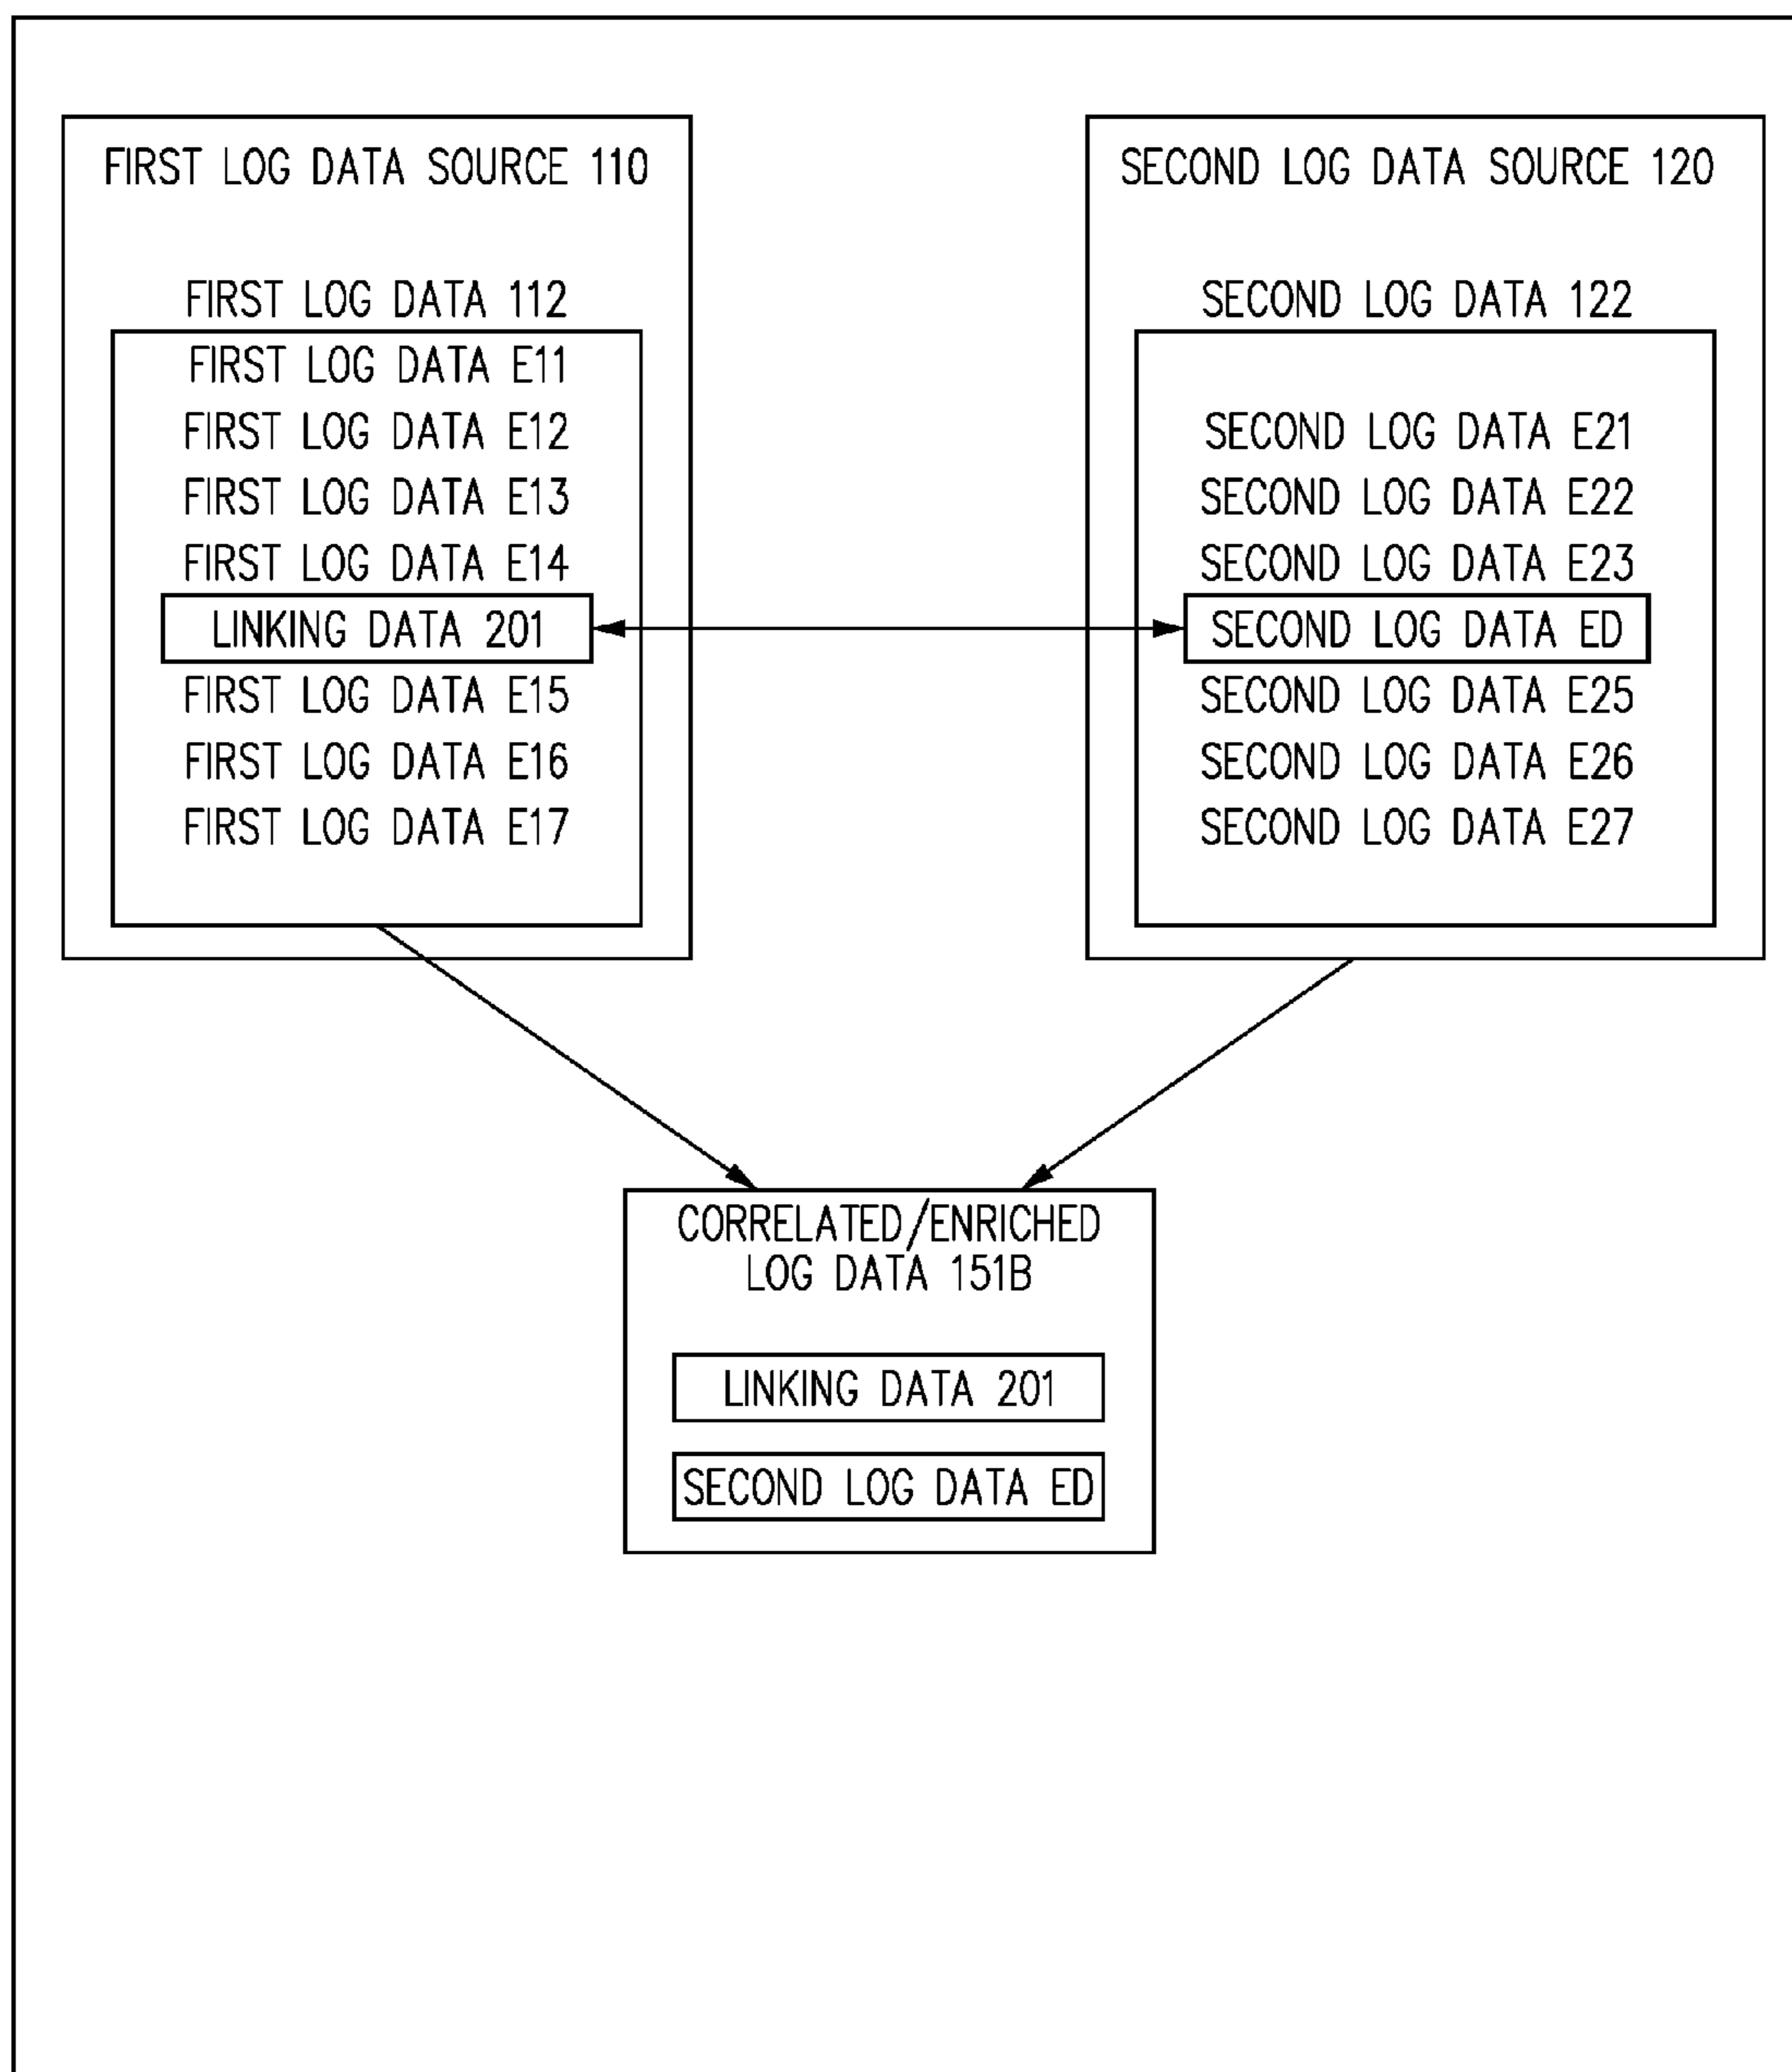 FIRST LOG DATA SOURCE 110
FIRST LOG DATA 112
FIRST LOG DATA E11
FIRST LOG DATA E12
FIRST LOG DATA E13
FIRST LOG DATA E14
LINKING DATA 201
FIRST LOG DATA E15
FIRST LOG DATA E16
FIRST LOG DATA E17
SECOND LOG DATA SOURCE 120
SECOND LOG DATA 122
SECOND LOG DATA E21
SECOND LOG DATA E22
SECOND LOG DATA E23
SECOND LOG DATA ED
SECOND LOG DATA E25
SECOND LOG DATA E26
SECOND LOG DATA E27
CORRELATED/ENRICHED
LOG DATA 151B
LINKING DATA 201
SECOND LOG DATA ED